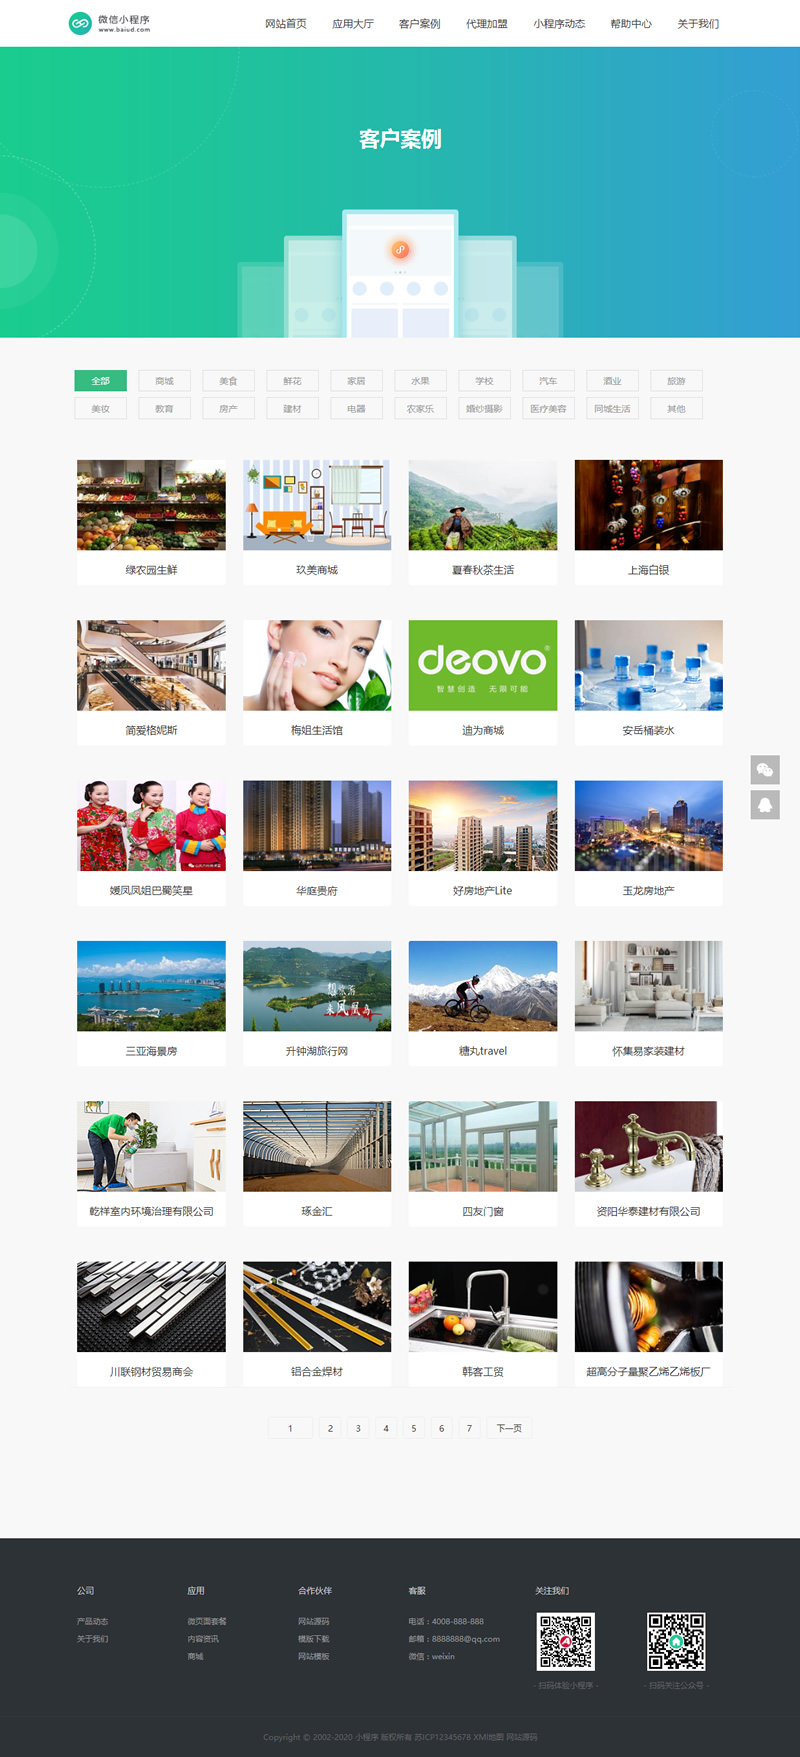 微信小程序
www.baiud.com
网站首页 应用大厅 客户案例 代理加盟 小程序动态 帮助中心 关于我们
客户案例
全部 商城 美食 鲜花 家居 水果 学校 汽车 酒业 旅游
美妆 教育 房产 建材 电器 农家乐 婚纱摄影 医疗美容 同城生活 其他
绿农园生鲜 玖美商城 夏春秋茶生活 上海白银
deovo
智慧创造 无限可能
简爱格妮斯 梅姐生活馆 迪为商城 安岳桶装水
媛凤凤姐巴蜀笑星 华庭贵府 好房地产Lite 玉龙房地产
三亚海景房 升钟湖旅行网 糖丸travel 怀集易家装建材
乾祥室内环境治理有限公司 琢金汇 四友门窗 资阳华泰建材有限公司
川联钢材贸易商会 铝合金焊材 韩客工贸 超高分子量聚乙烯乙烯板厂
1 2 3 4 5 6 7 下一页
公司 应用 合作伙伴 客服 关注我们
产品动态 微页面套餐 网站源码 电话：4008-888-888
关于我们 内容资讯 模版下载 邮箱：8888888@qq.com
商城 网站模板 微信：weixin
- 扫码体验小程序 - - 扫码关注公众号 -
Copyright © 2002-2020 小程序 版权所有 苏ICP12345678 XMl地图 网站源码